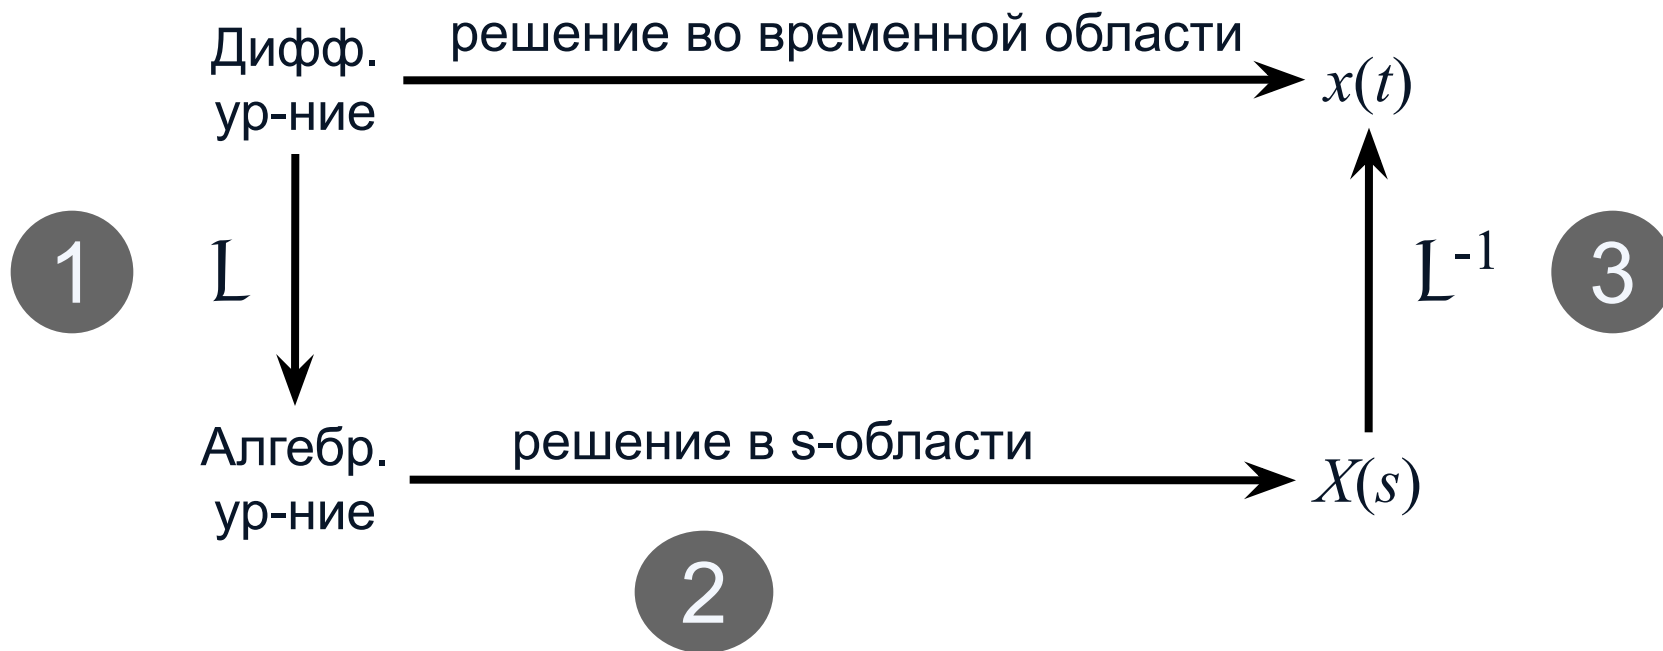 Дифф.
ур-ние
решение во временной области
x(t)
1
L
L-1
3
Алгебр.
ур-ние
решение в s-области
X(s)
2